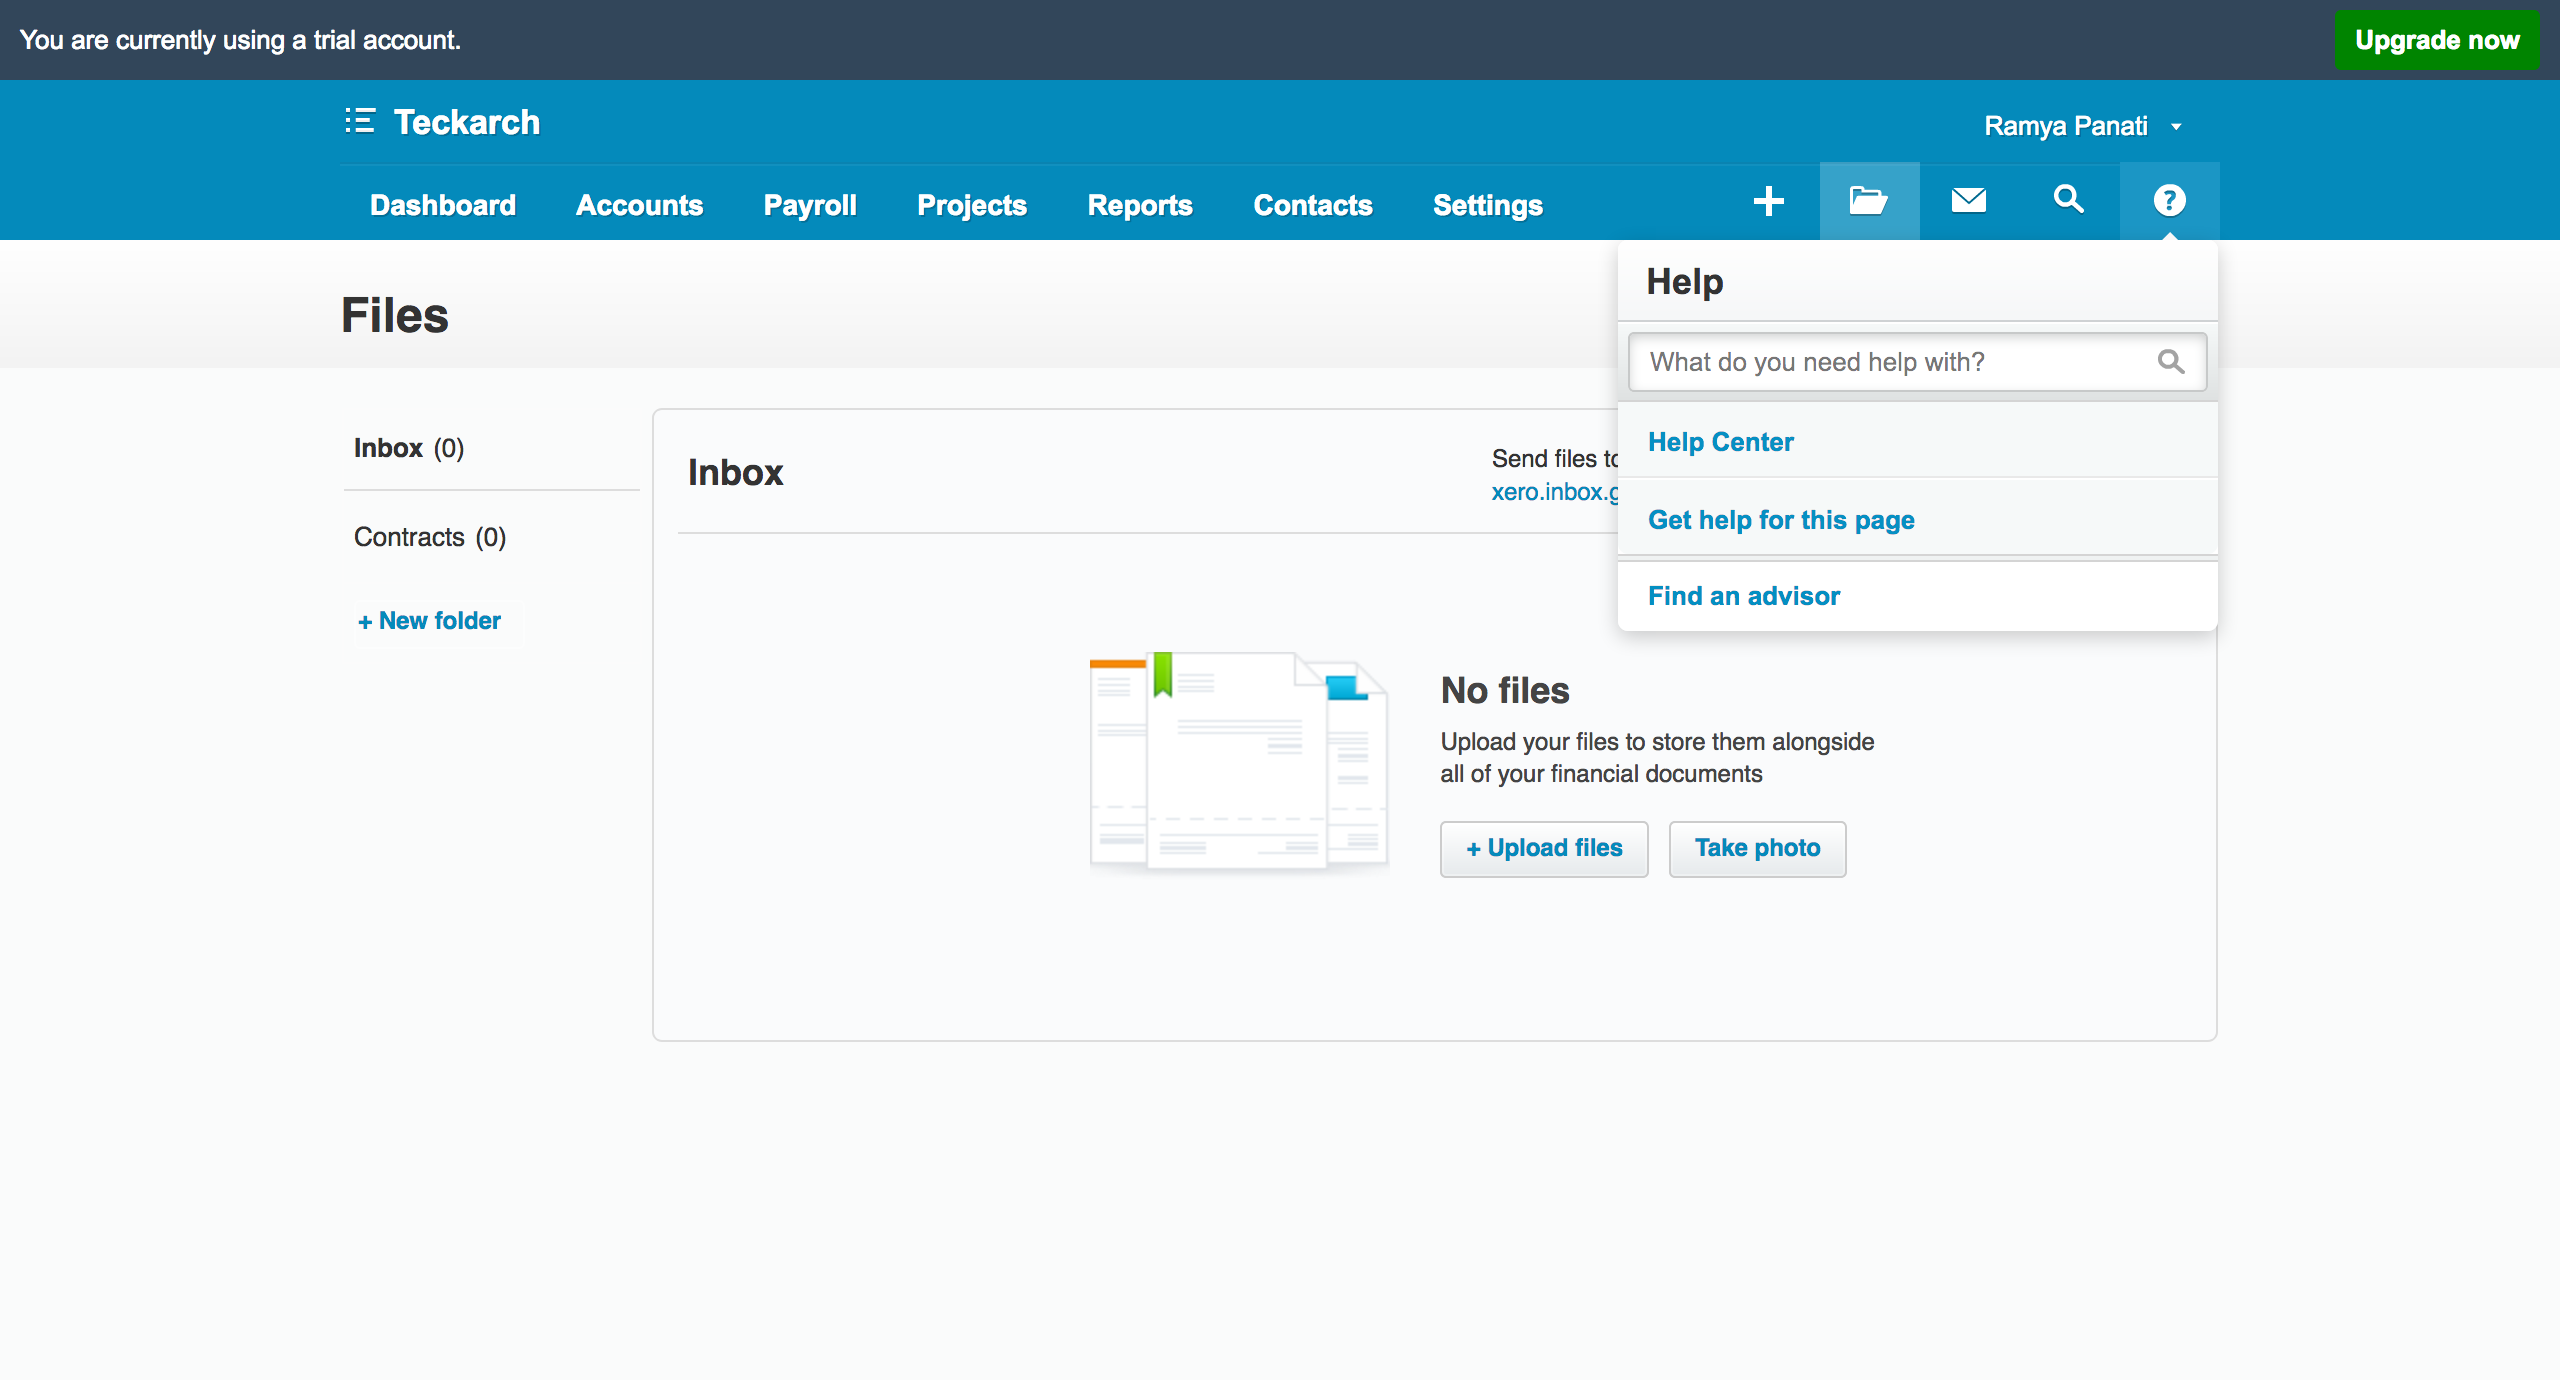 You are currently using a trial account.
Upgrade now
Teckarch
Ramya Panati
Dashboard Accounts Payroll Projects Reports Contacts Settings
Files
Help
What do you need help with?
Help Center
Get help for this page
Find an advisor
Inbox (0)
Contracts (0)
+ New folder
Inbox
Send files to
xero.inbox.g
No files
Upload your files to store them alongside
all of your financial documents
+ Upload files
Take photo